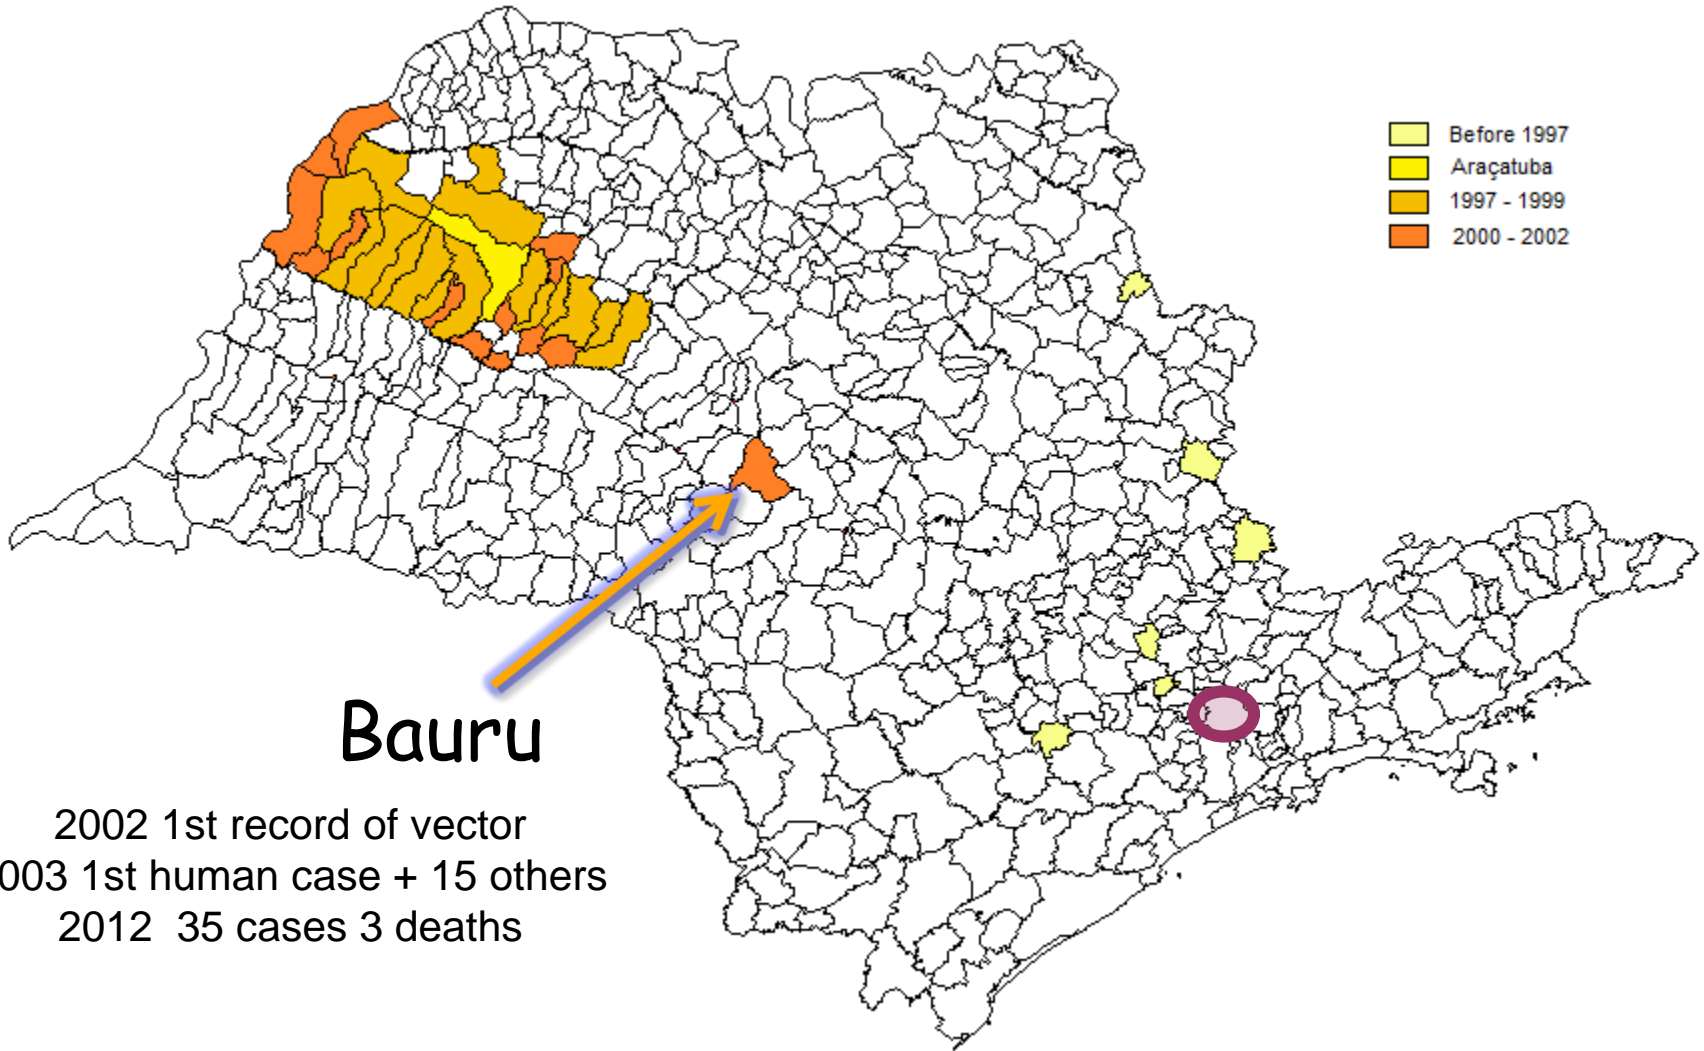 Before 1997
Araçatuba
1997 - 1999
2000 - 2002
Bauru
2002 1st record of vector
003 1st human case + 15 others
2012 35 cases 3 deaths